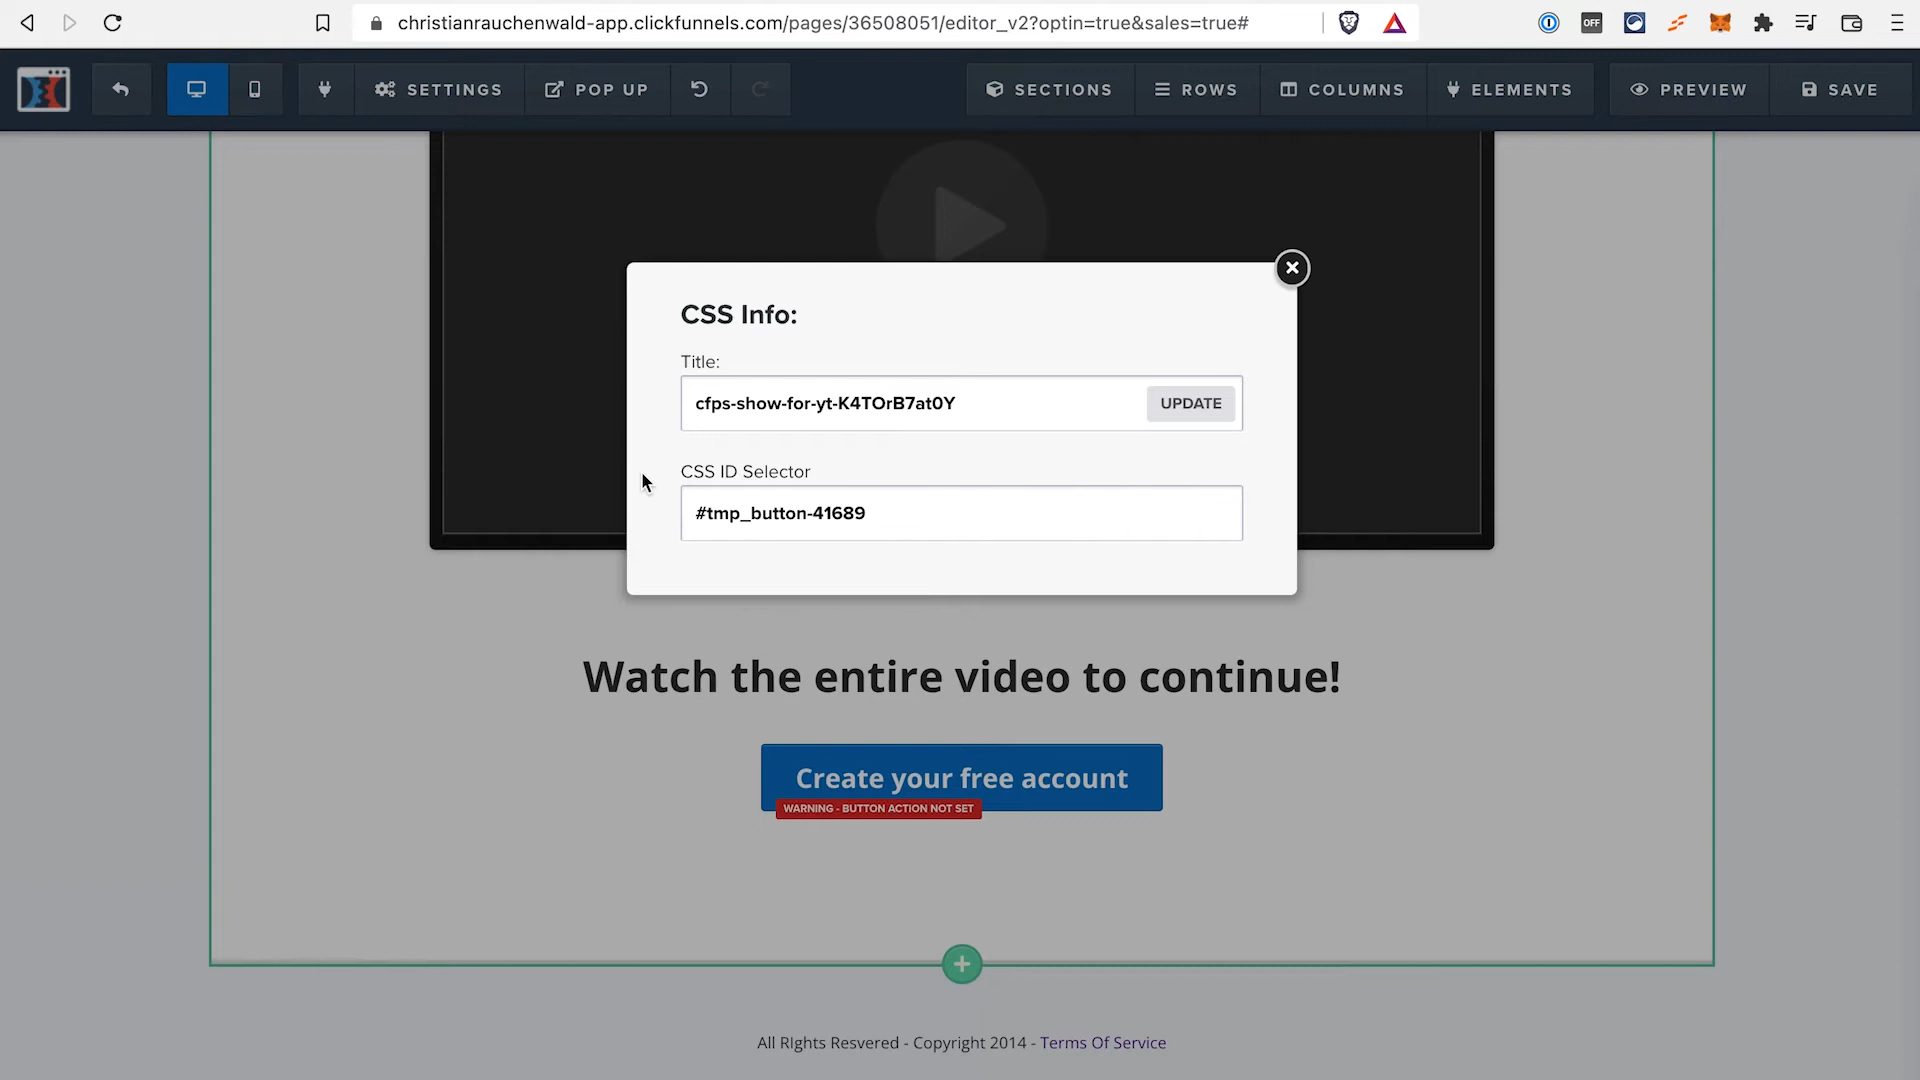 christianrauchenwald-app.clickfunnels.com/pages/36508051/editor_v2?optin=true&sales=true#
OFF
SETTINGS
POP UP
SECTIONS
ROWS
COLUMNS
ELEMENTS
PREVIEW
SAVE
CSS Info:
Title:
cfps-show-for-yt-K4TOrB7at0Y
UPDATE
CSS ID Selector
#tmp_button-41689
Watch the entire video to continue!
Create your free account
WARNING - BUTTON ACTION NOT SET
All RIghts Resvered - Copyright 2014 - Terms Of Service